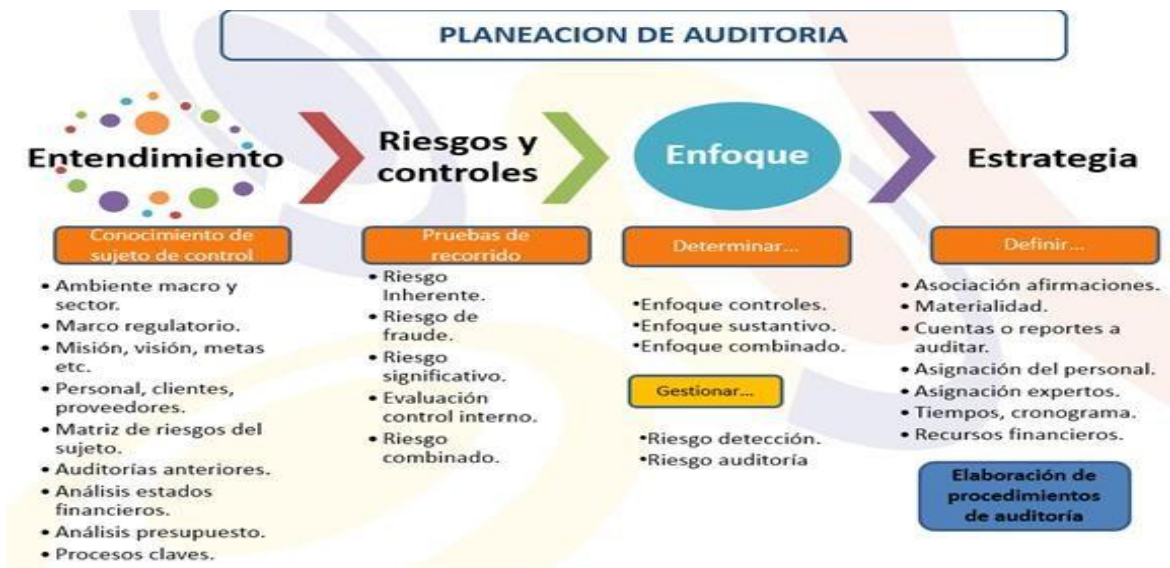 PLANEACION DE AUDITORIA
Entendimiento
Riesgos y
controles
Enfoque
Estrategia
Conocimiento de
sujeto de control
• Ambiente macro y
sector.
• Marco regulatorio.
• Misión, visión, metas
etc.
• Personal, clientes,
proveedores.
• Matriz de riesgos del
sujeto.
• Auditorías anteriores.
• Análisis estados
financieros.
• Análisis presupuesto.
• Procesos claves.
Pruebas de
recorrido
• Riesgo
Inherente.
• Riesgo de
fraude.
• Riesgo
significativo.
• Evaluación
control interno.
• Riesgo
combinado.
Determinar...
•Enfoque controles.
•Enfoque sustantivo.
•Enfoque combinado.
Gestionar...
•Riesgo detección.
•Riesgo auditoría
Definir...
• Asociación afirmaciones.
• Materialidad.
• Cuentas o reportes a
auditar.
• Asignación del personal.
• Asignación expertos.
• Tiempos, cronograma.
• Recursos financieros.
Elaboración de
procedimientos
de auditoría